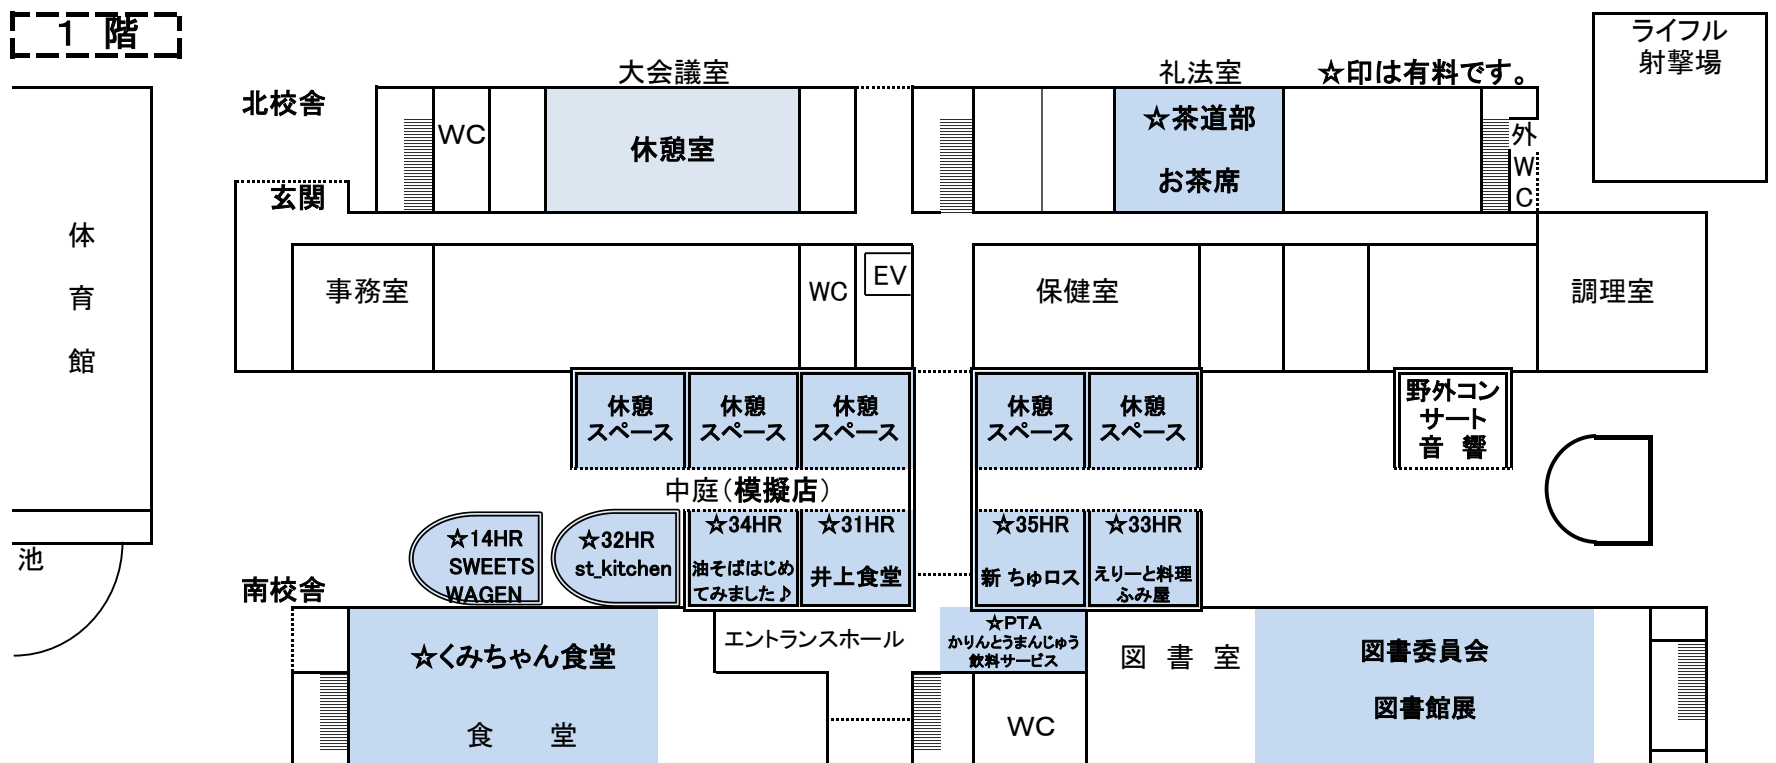 1 階
ライフル
射撃場
大会議室
礼法室
☆印は有料です。
北校舎
WC
休憩室
☆茶道部
お茶席
外
W
C
玄関
体
育
館
事務室
WC
EV
保健室
調理室
休憩
スペース
休憩
スペース
休憩
スペース
休憩
スペース
休憩
スペース
野外コン
サート
音 響
中庭(模擬店)
☆14HR
SWEETS
WAGEN
☆32HR
st_kitchen
☆34HR
油そばはじめ
てみました♪
☆31HR
井上食堂
☆35HR
新 ちゅロス
☆33HR
えりーと料理
ふみ屋
池
南校舎
☆くみちゃん食堂
食 堂
エントランスホール
☆PTA
かりんとうまんじゅう
飲料サービス
WC
図 書 室
図書委員会
図書館展